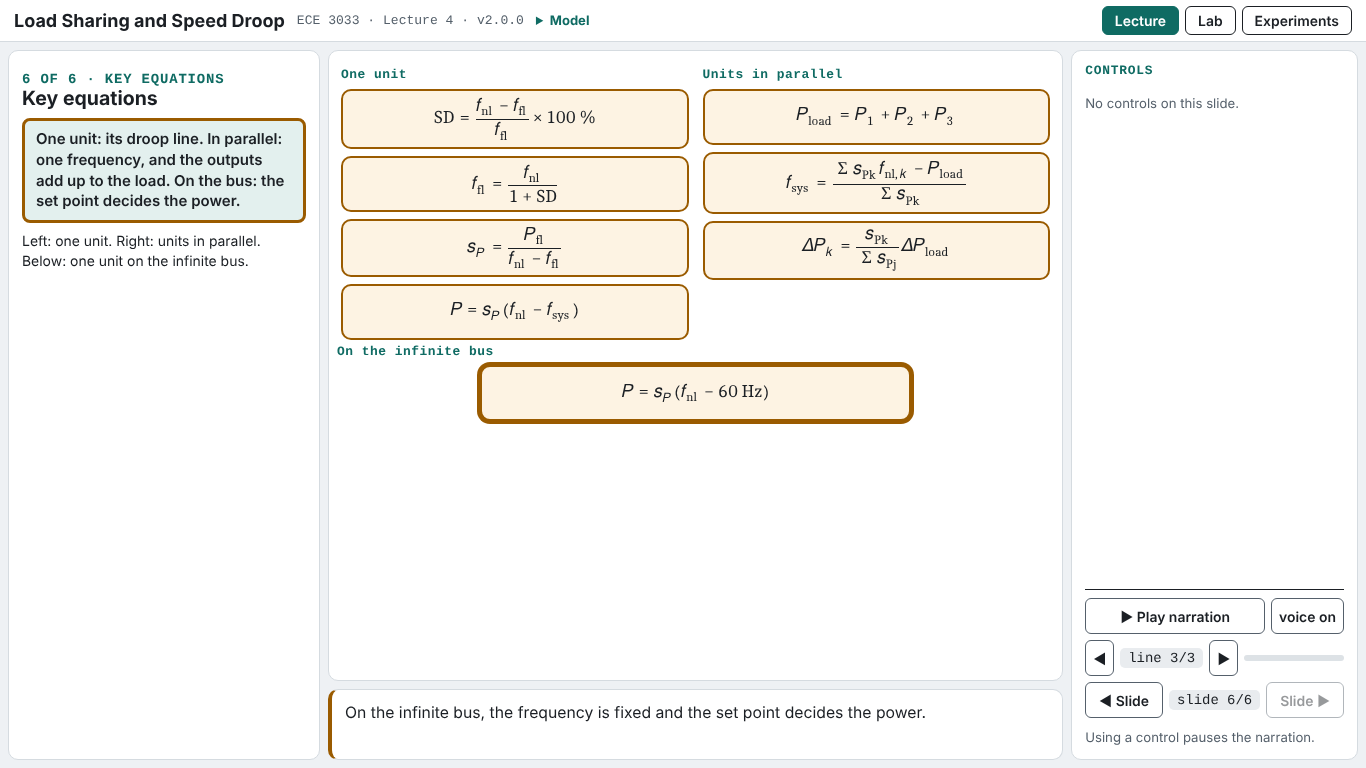 Load Sharing and Speed Droop ECE 3033 · Lecture 4 · v2.0.0 ▶ Model
Lecture Lab Experiments
6 OF 6 · KEY EQUATIONS
Key equations
One unit: its droop line. In parallel:
one frequency, and the outputs
add up to the load. On the bus: the
set point decides the power.
Left: one unit. Right: units in parallel.
Below: one unit on the infinite bus.
One unit
SD = (f_nl − f_fl) / f_fl × 100 %
f_fl = f_nl / (1 + SD)
s_P = P_fl / (f_nl − f_fl)
P = s_P (f_nl − f_sys)
Units in parallel
P_load = P_1 + P_2 + P_3
f_sys = (Σ s_Pk f_nl,k − P_load) / Σ s_Pk
ΔP_k = s_Pk / Σ s_Pj ΔP_load
On the infinite bus
P = s_P (f_nl − 60 Hz)
On the infinite bus, the frequency is fixed and the set point decides the power.
CONTROLS
No controls on this slide.
▶ Play narration voice on
◀ line 3/3 ▶
◀ Slide slide 6/6 Slide ▶
Using a control pauses the narration.